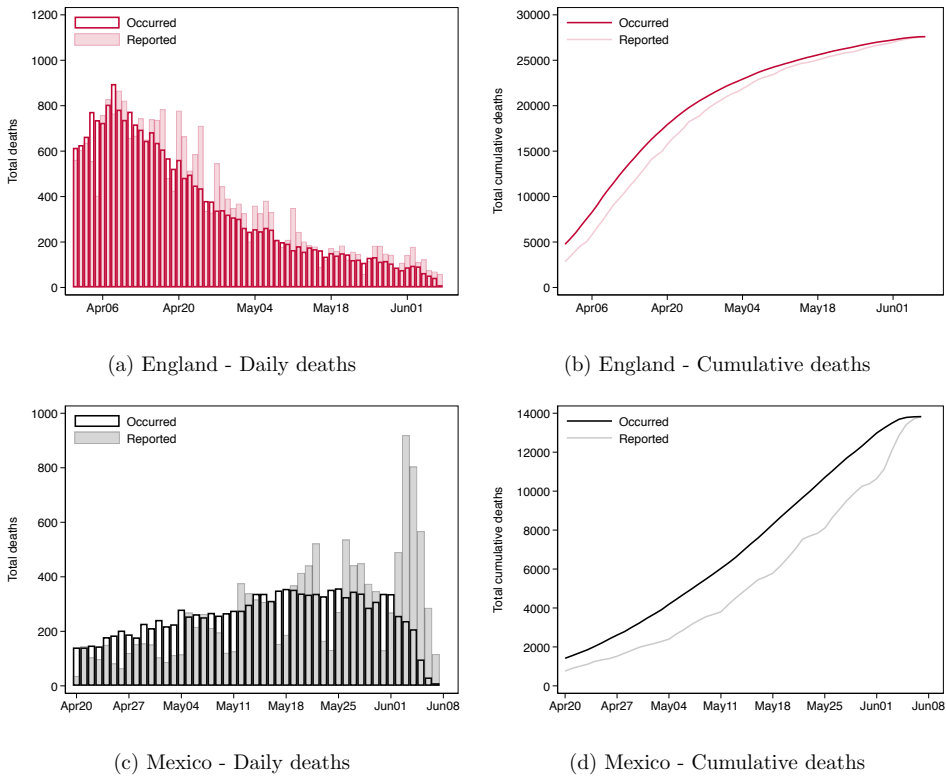 1200
1000
800
600
400
200
0
Total deaths
Occurred
Reported
Apr06 Apr20 May04 May18 Jun01
(a) England - Daily deaths
30000
25000
20000
15000
10000
5000
0
Total cumulative deaths
Occurred
Reported
Apr06 Apr20 May04 May18 Jun01
(b) England - Cumulative deaths
1000
800
600
400
200
0
Total deaths
Occurred
Reported
Apr20 Apr27 May04 May11 May18 May25 Jun01 Jun08
(c) Mexico - Daily deaths
14000
12000
10000
8000
6000
4000
2000
0
Total cumulative deaths
Occurred
Reported
Apr20 Apr27 May04 May11 May18 May25 Jun01 Jun08
(d) Mexico - Cumulative deaths